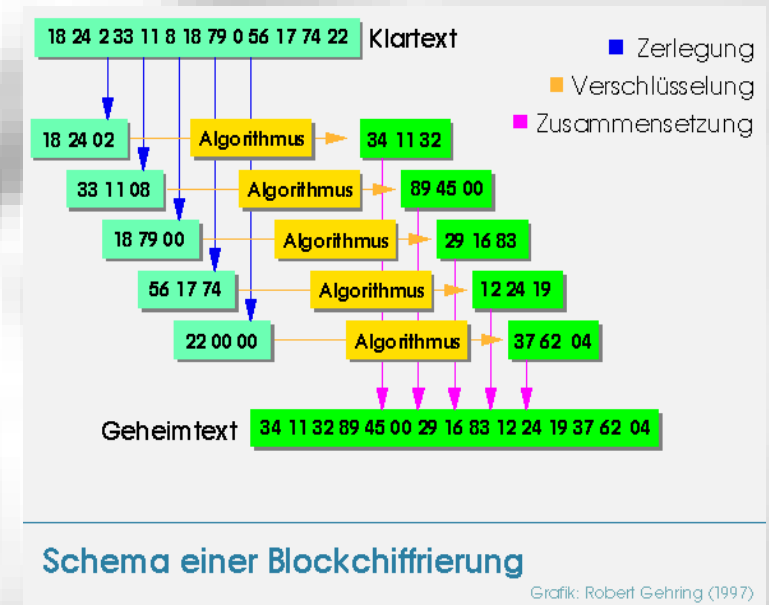 18 24 2 33 11 8 18 79 0 56 17 74 22 Klartext
Zerlegung
Verschlüsselung
Zusammensetzung
18 24 02 Algorithmus 34 11 32
33 11 08 Algorithmus 89 45 00
18 79 00 Algorithmus 29 16 83
56 17 74 Algorithmus 12 24 19
22 00 00 Algorithmus 37 62 04
Geheimtext 34 11 32 89 45 00 29 16 83 12 24 19 37 62 04
Schema einer Blockchiffrierung
Grafik: Robert Gehring (1997)